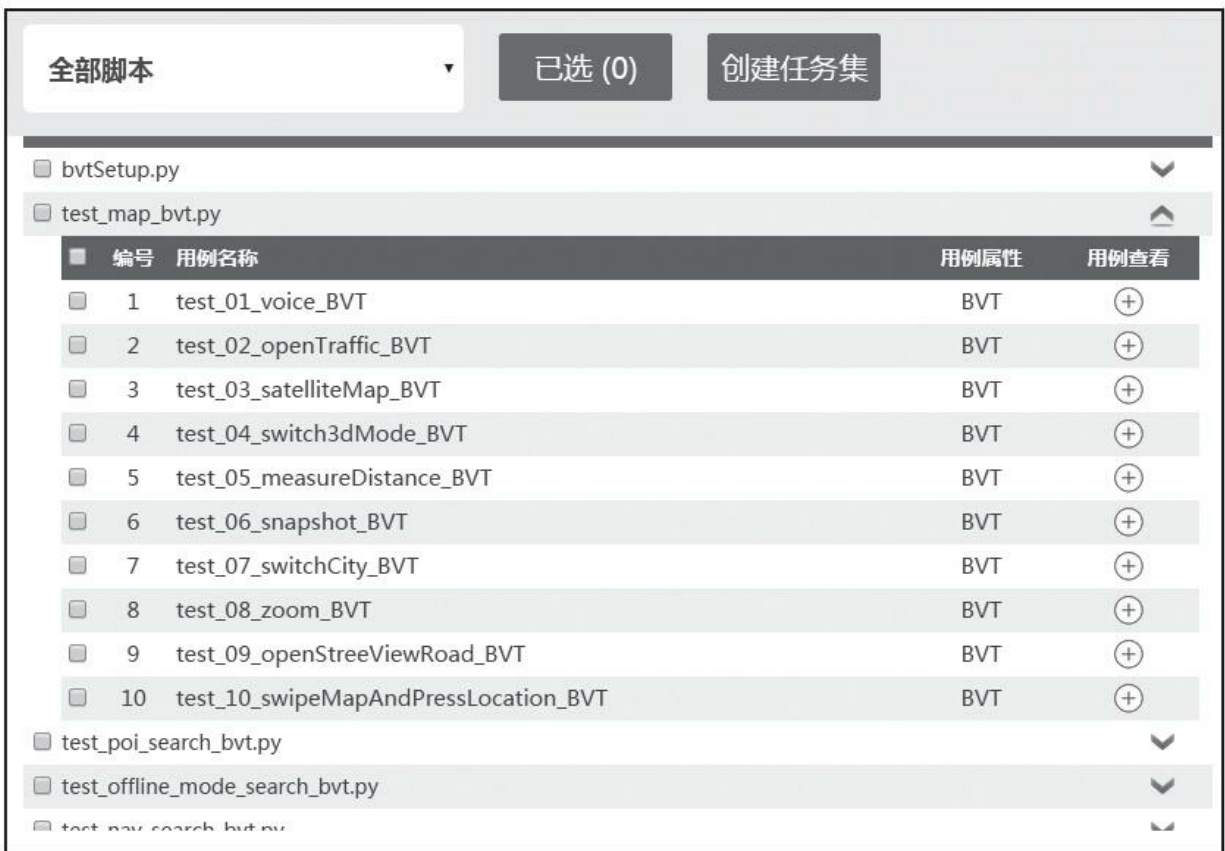 全部脚本 已选 (0) 创建任务集
bvtSetup.py
test_map_bvt.py
编号 用例名称 用例属性 用例查看
1 test_01_voice_BVT BVT
2 test_02_openTraffic_BVT BVT
3 test_03_satelliteMap_BVT BVT
4 test_04_switch3dMode_BVT BVT
5 test_05_measureDistance_BVT BVT
6 test_06_snapshot_BVT BVT
7 test_07_switchCity_BVT BVT
8 test_08_zoom_BVT BVT
9 test_09_openStreeViewRoad_BVT BVT
10 test_10_swipeMapAndPressLocation_BVT BVT
test_poi_search_bvt.py
test_offline_mode_search_bvt.py
test_nav_search_bvt.py